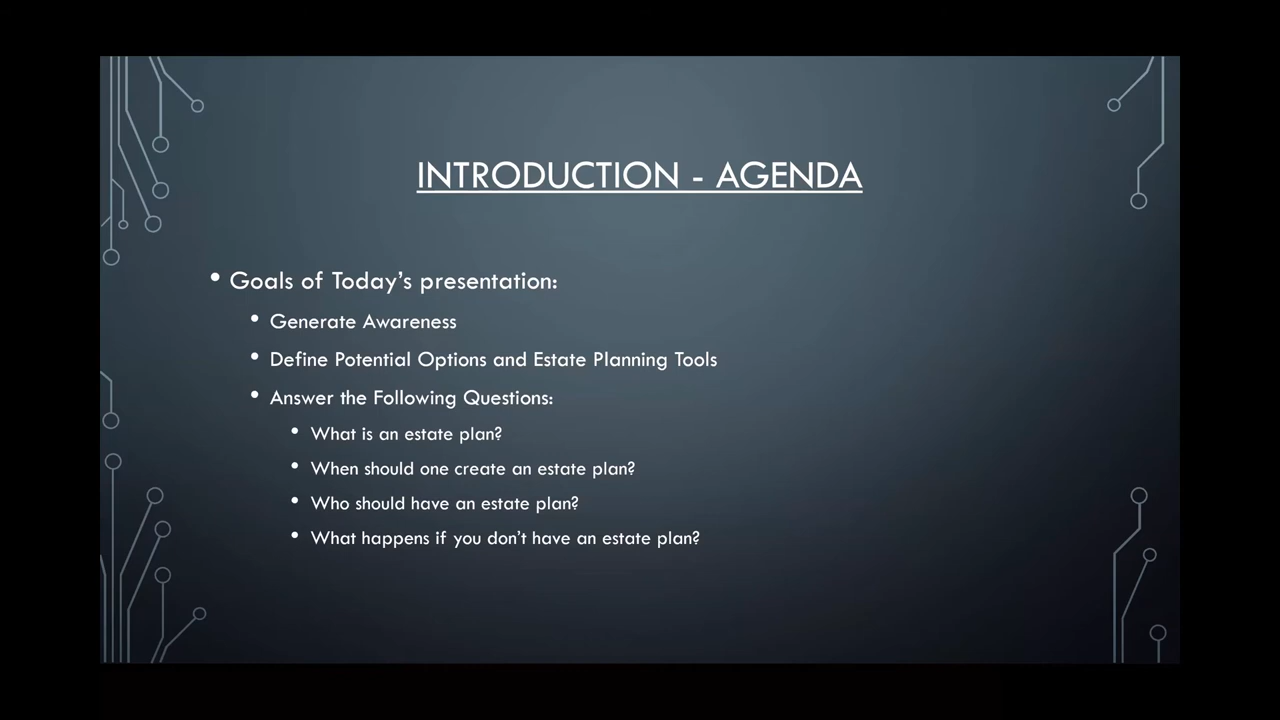 INTRODUCTION - AGENDA
• Goals of Today's presentation:
• Generate Awareness
• Define Potential Options and Estate Planning Tools
• Answer the Following Questions:
• What is an estate plan?
• When should one create an estate plan?
• Who should have an estate plan?
• What happens if you don't have an estate plan?